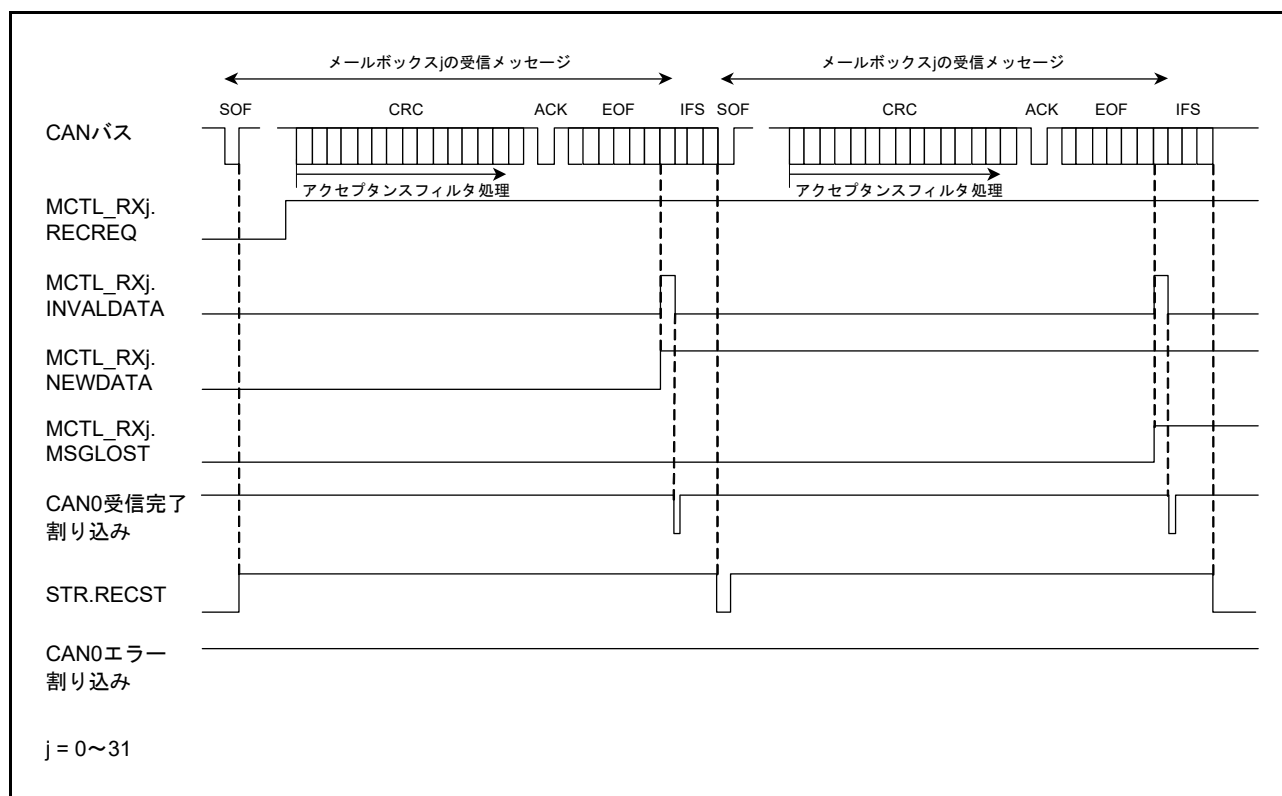 メールボックスjの受信メッセージ メールボックスjの受信メッセージ
SOF CRC ACK EOF IFS SOF CRC ACK EOF IFS
CANバス
アクセプタンスフィルタ処理 アクセプタンスフィルタ処理
MCTL_RXj.
RECREQ
MCTL_RXj.
INVALDATA
MCTL_RXj.
NEWDATA
MCTL_RXj.
MSGLOST
CAN0受信完了
割り込み
STR.RECST
CAN0エラー
割り込み
j = 0～31